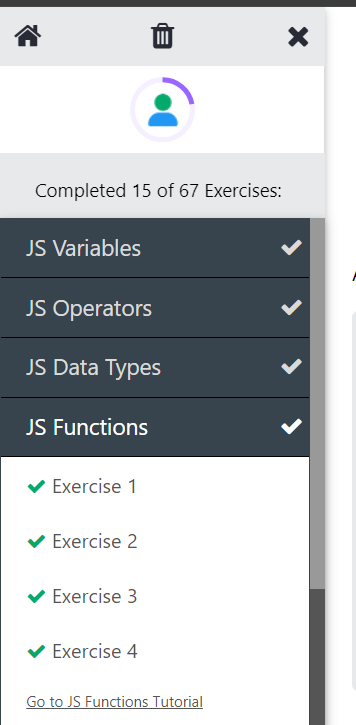 Completed 15 of 67 Exercises:
JS Variables
JS Operators
JS Data Types
JS Functions
Exercise 1
Exercise 2
Exercise 3
Exercise 4
Go to JS Functions Tutorial